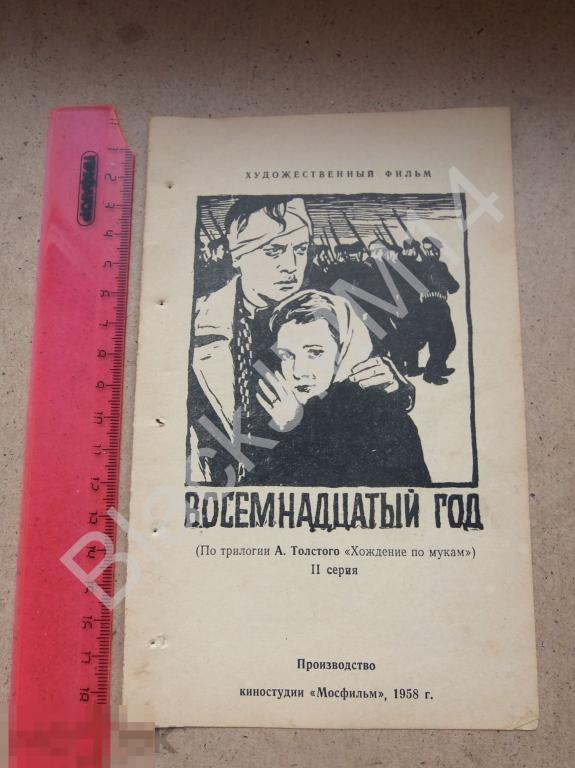 ХУДОЖЕСТВЕННЫЙ ФИЛЬМ
ВОСЕМНАДЦАТЫЙ ГОД
(По трилогии А. Толстого «Хождение по мукам»)
II серия
Производство
киностудии «Мосфильм», 1958 г.